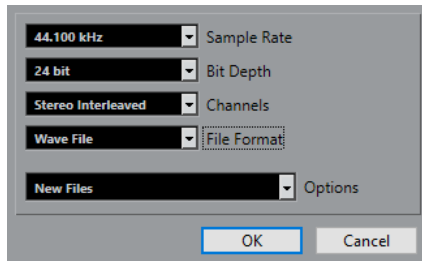 44.100 kHz Sample Rate
24 bit Bit Depth
Stereo Interleaved Channels
Wave File File Format
New Files Options
OK Cancel